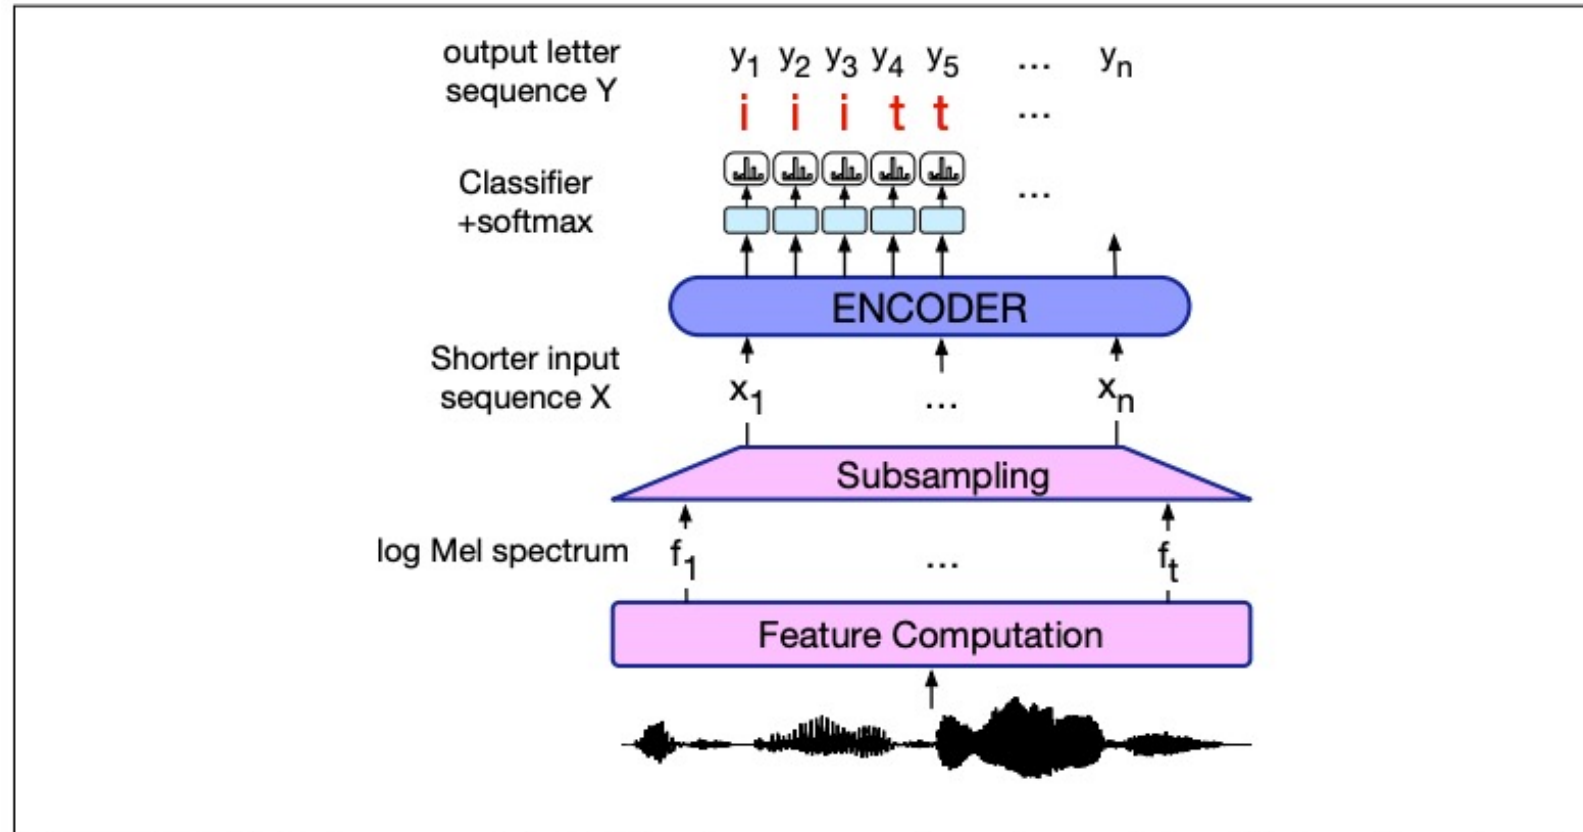 output letter
sequence Y
y1 y2 y3 y4 y5 ... yn
i i i t t ...
Classifier
+softmax
...
ENCODER
Shorter input
sequence X
x1 ... xn
Subsampling
log Mel spectrum
f1 ... ft
Feature Computation